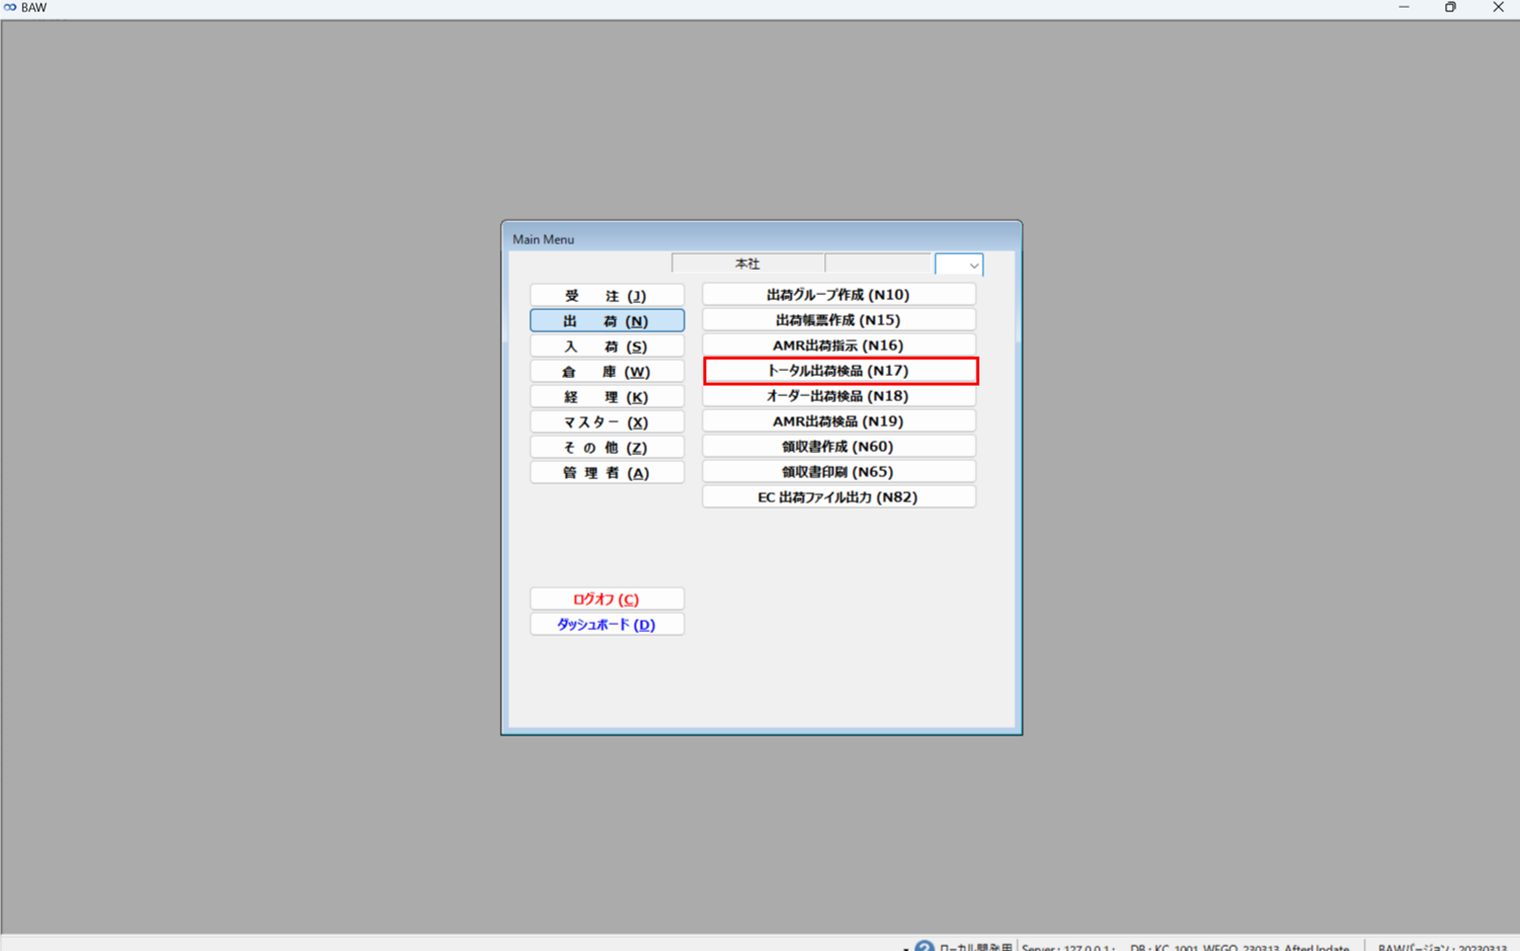 BAW
Main Menu
本社
受 注 (J)
出 荷 (N)
入 荷 (S)
倉 庫 (W)
経 理 (K)
マスター (X)
そ の 他 (Z)
管 理 者 (A)
ログオフ (C)
ダッシュボード (D)
出荷グループ作成 (N10)
出荷帳票作成 (N15)
AMR出荷指示 (N16)
トータル出荷検品 (N17)
オーダー出荷検品 (N18)
AMR出荷検品 (N19)
領収書作成 (N60)
領収書印刷 (N65)
EC 出荷ファイル出力 (N82)
ローカル開発用 Server : 127.0.0.1 : DB : KC_1001_WEGO_230313_AfterUpdate BAWバージョン : 20230313